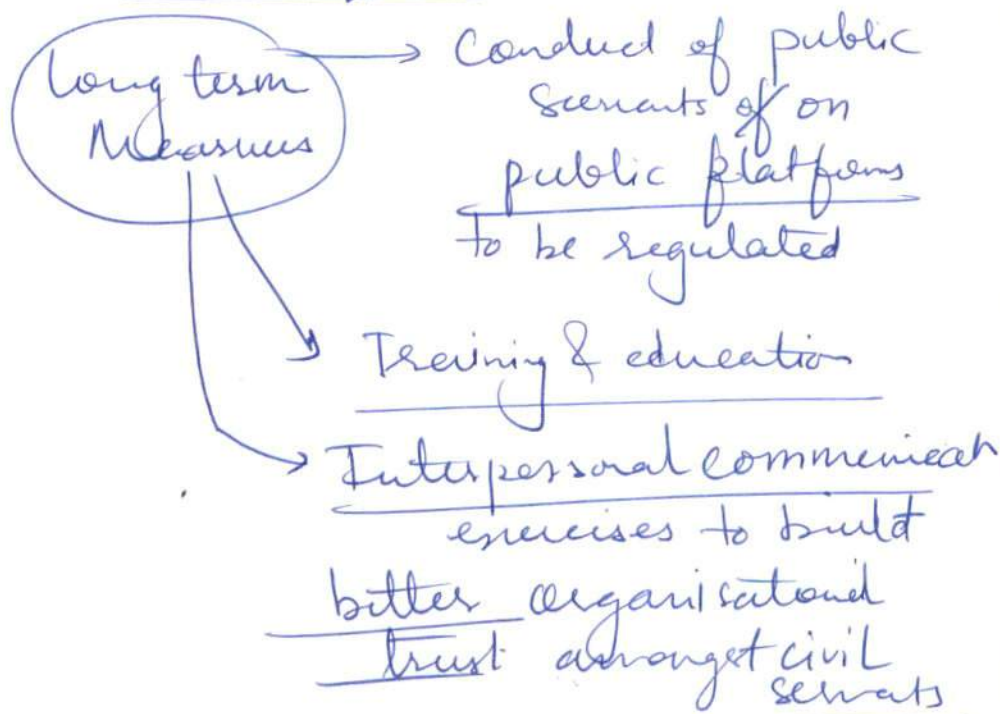 Long term
Measures
Conduct of public
servants of on
public platforms
to be regulated
Training & education
Interpersonal communicatn
exercises to build
better organisational
trust amongst civil
servants